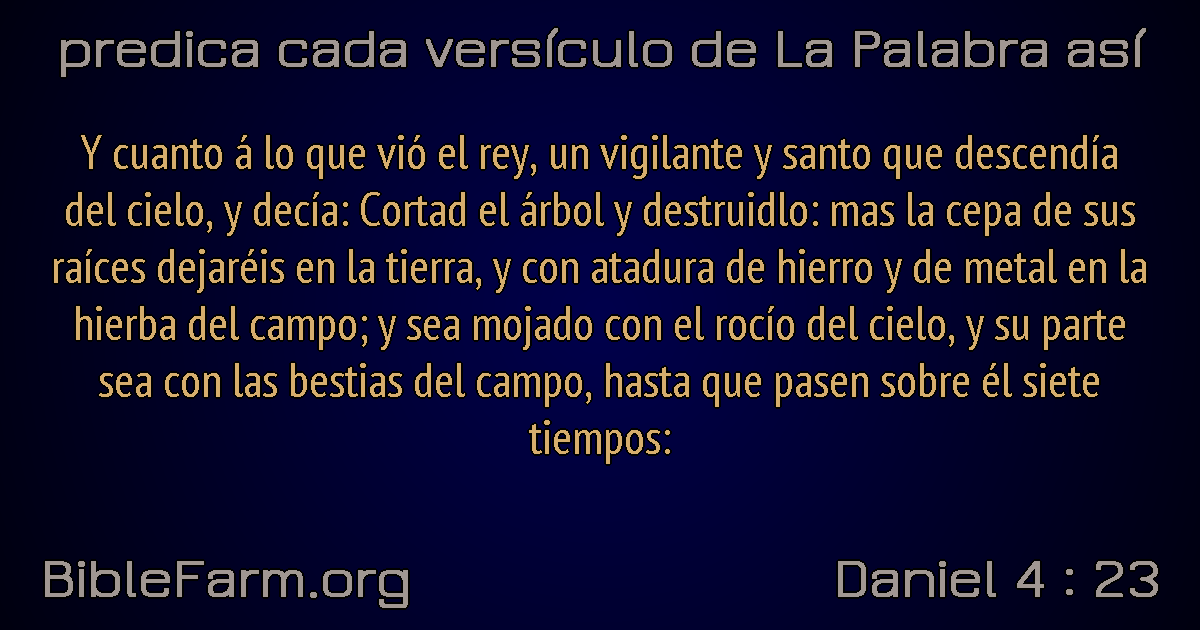 predica cada versículo de La Palabra así
Y cuanto á lo que vió el rey, un vigilante y santo que descendía
del cielo, y decía: Cortad el árbol y destruidlo: mas la cepa de sus
raíces dejaréis en la tierra, y con atadura de hierro y de metal en la
hierba del campo; y sea mojado con el rocío del cielo, y su parte
sea con las bestias del campo, hasta que pasen sobre él siete
tiempos:
BibleFarm.org
Daniel 4 : 23